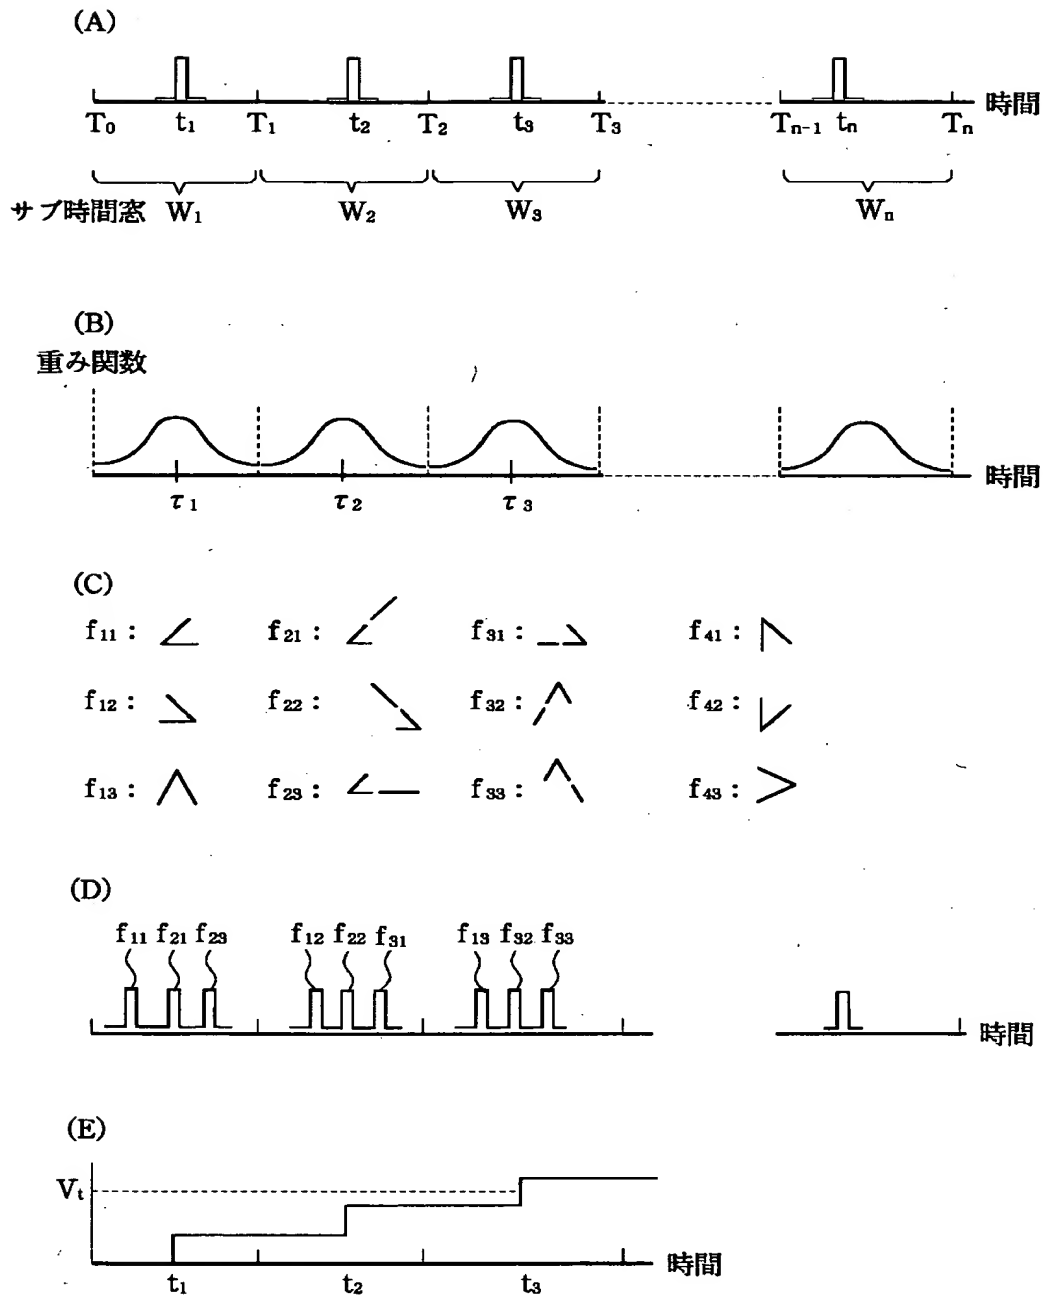 (A)
T₀ t₁ T₁ t₂ T₂ t₃ T₃ Tₙ₋₁ tₙ Tₙ 時間
サブ時間窓 W₁ W₂ W₃ Wₙ
(B)
重み関数
時間
τ₁ τ₂ τ₃
(C)
f₁₁ : f₂₁ : f₃₁ : f₄₁ :
f₁₂ : f₂₂ : f₃₂ : f₄₂ :
f₁₃ : f₂₃ : f₃₃ : f₄₃ :
(D)
f₁₁ f₂₁ f₂₃ f₁₂ f₂₂ f₃₁ f₁₃ f₃₂ f₃₃
時間
(E)
Vₜ
時間
t₁ t₂ t₃